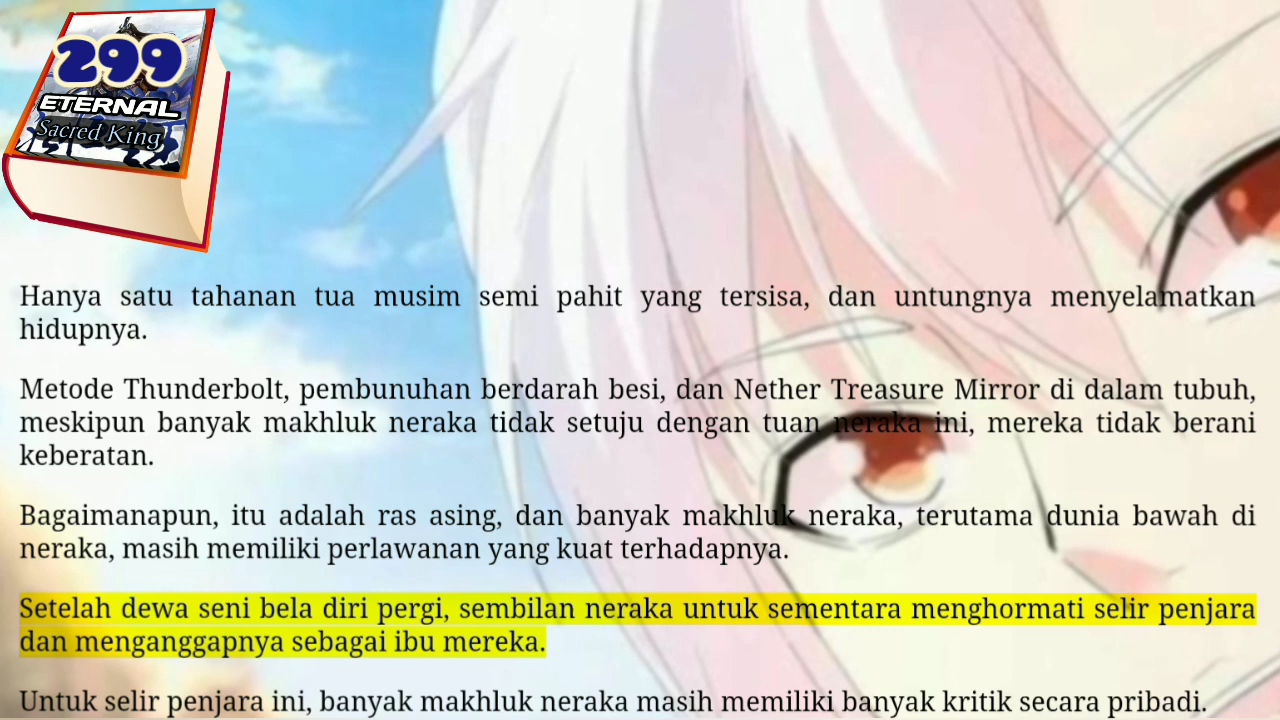 299
ETERNAL
Sacred King
Hanya satu tahanan tua musim semi pahit yang tersisa, dan untungnya menyelamatkan
hidupnya.
Metode Thunderbolt, pembunuhan berdarah besi, dan Nether Treasure Mirror di dalam tubuh,
meskipun banyak makhluk neraka tidak setuju dengan tuan neraka ini, mereka tidak berani
keberatan.
Bagaimanapun, itu adalah ras asing, dan banyak makhluk neraka, terutama dunia bawah di
neraka, masih memiliki perlawanan yang kuat terhadapnya.
Setelah dewa seni bela diri pergi, sembilan neraka untuk sementara menghormati selir penjara
dan menganggapnya sebagai ibu mereka.
Untuk selir penjara ini, banyak makhluk neraka masih memiliki banyak kritik secara pribadi.